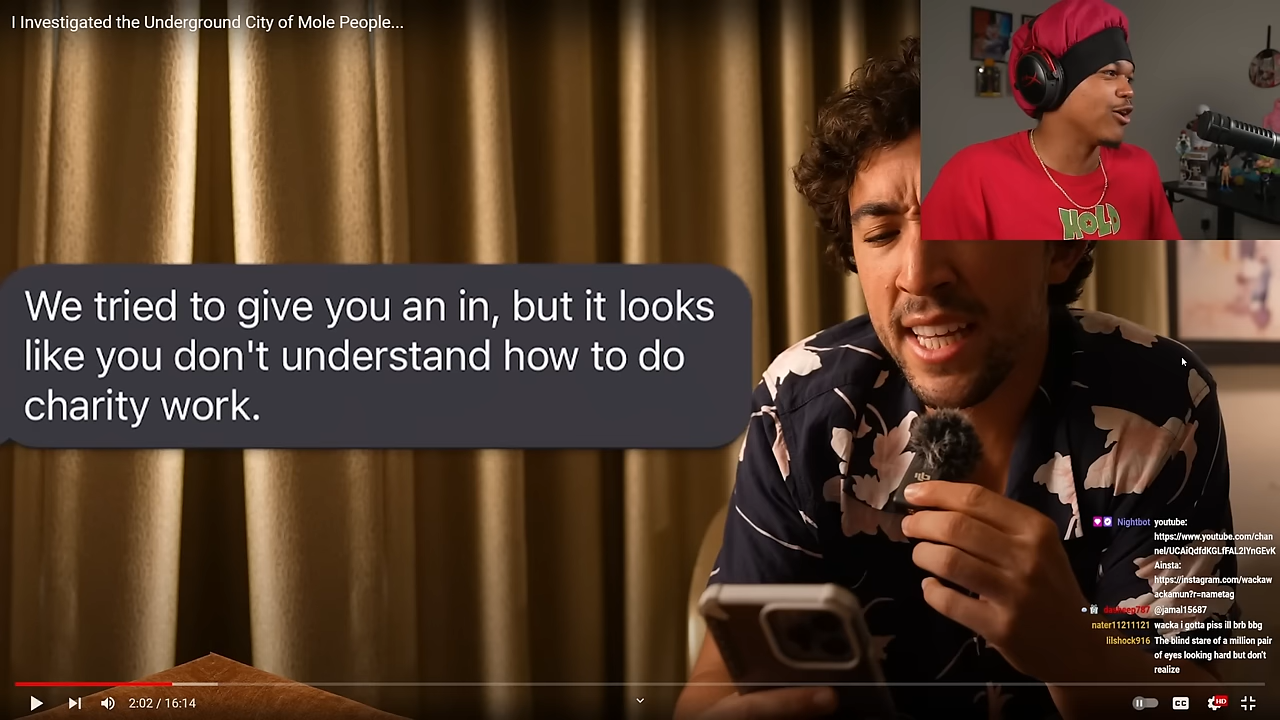 I Investigated the Underground City of Mole People...
HOLD
We tried to give you an in, but it looks
like you don't understand how to do
charity work.
Nightbot youtube:
https://www.youtube.com/chan
nel/UCAiQdfdKGLfFAL2lYnGEvK
Ainsta:
https://instagram.com/wackaw
ackamun?r=nametag
@jamal15687
nater11211121 wacka i gotta piss ill brb bbg
lilshock916 The blind stare of a million pair
of eyes looking hard but don't
realize
2:02 / 16:14
CC
HD